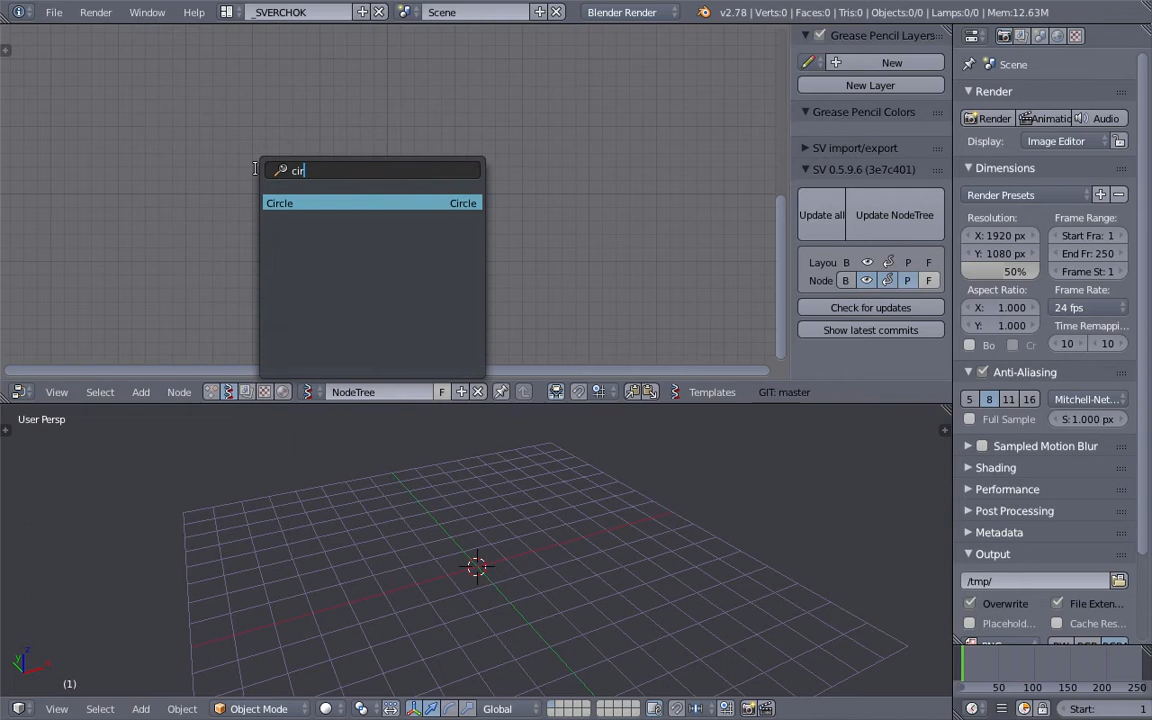 File Render Window Help _SVERCHOK Scene Blender Render v2.78 | Verts:0 | Faces:0 | Tris:0 | Objects:0/0 | Lamps:0/0 | Mem:12.63M
cir
Circle Circle
Grease Pencil Layers
New
New Layer
Grease Pencil Colors
SV import/export
SV 0.5.9.6 (3e7c401)
Update all Update NodeTree
Layou B P F
Node B P F
Check for updates
Show latest commits
View Select Add Node NodeTree F Templates GIT: master
User Persp
(1)
View Select Add Object Object Mode Global
Scene
Render
Render Animatic Audio
Display: Image Editor
Render Presets
Resolution: Frame Range:
X: 1920 px Start Fra: 1
Y: 1080 px End Fr: 250
50% Frame St: 1
Aspect Ratio: Frame Rate:
X: 1.000 24 fps
Y: 1.000 Time Remappi...
Bo Cr 10 10
Anti-Aliasing
5 8 11 16 Mitchell-Net...
Full Sample S: 1.000 px
Sampled Motion Blur
Shading
Performance
Post Processing
Metadata
Output
/tmp/
Overwrite File Exten...
Placehold... Cache Res...
50 100 150 200 250
Start: 1